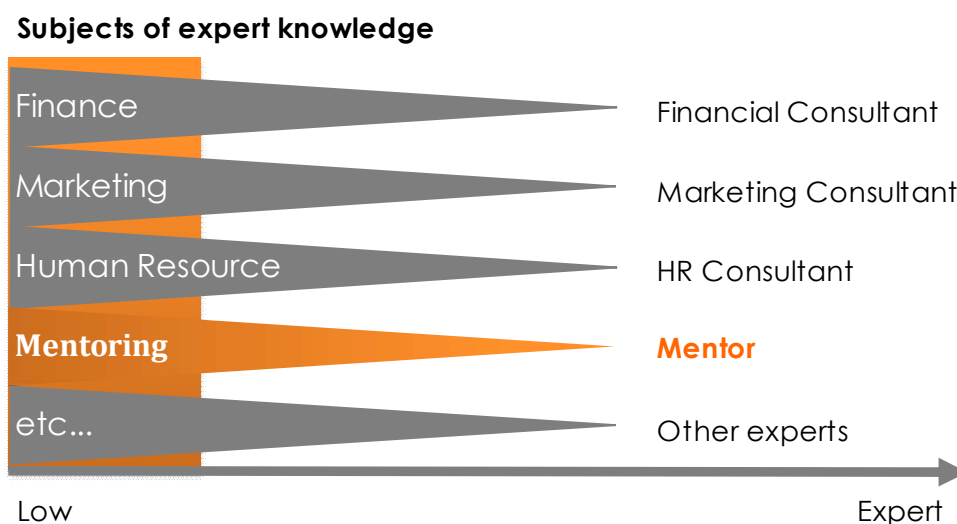 Subjects of expert knowledge
Finance
Financial Consultant
Marketing
Marketing Consultant
Human Resource
HR Consultant
Mentoring
Mentor
etc...
Other experts
Low
Expert